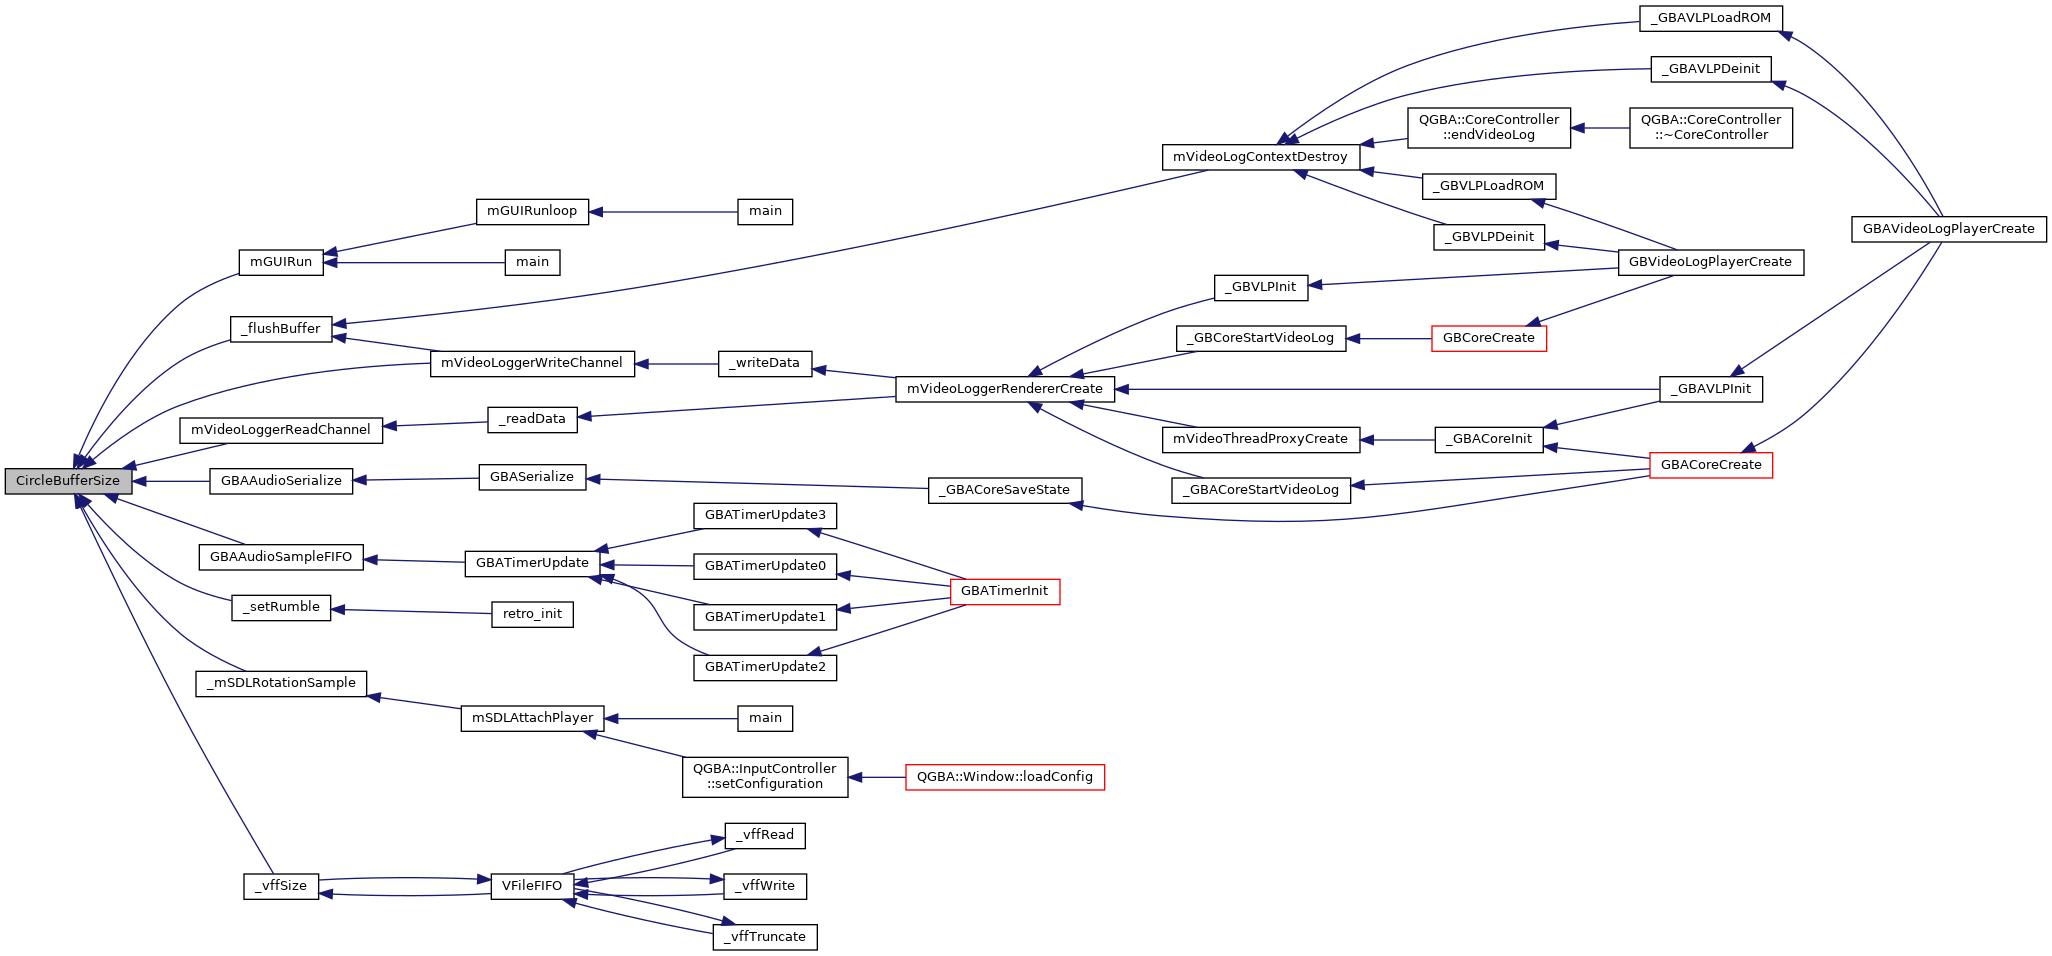 _GBAVLPLoadROM
_GBAVLPDeinit
QGBA::CoreController
::endVideoLog
QGBA::CoreController
::~CoreController
mVideoLogContextDestroy
_GBVLPLoadROM
mGUIRunloop
main
_GBVLPDeinit
GBAVideoLogPlayerCreate
mGUIRun
main
GBVideoLogPlayerCreate
_GBVLPInit
_flushBuffer
_GBCoreStartVideoLog
GBCoreCreate
mVideoLoggerWriteChannel
_writeData
mVideoLoggerRendererCreate
_GBAVLPInit
mVideoLoggerReadChannel
_readData
mVideoThreadProxyCreate
_GBACoreInit
GBACoreCreate
CircleBufferSize
GBAAudioSerialize
GBASerialize
_GBACoreSaveState
_GBACoreStartVideoLog
GBATimerUpdate3
GBAAudioSampleFIFO
GBATimerUpdate
GBATimerUpdate0
GBATimerInit
_setRumble
retro_init
GBATimerUpdate1
GBATimerUpdate2
_mSDLRotationSample
mSDLAttachPlayer
main
QGBA::InputController
::setConfiguration
QGBA::Window::loadConfig
_vffRead
_vffSize
VFileFIFO
_vffWrite
_vffTruncate